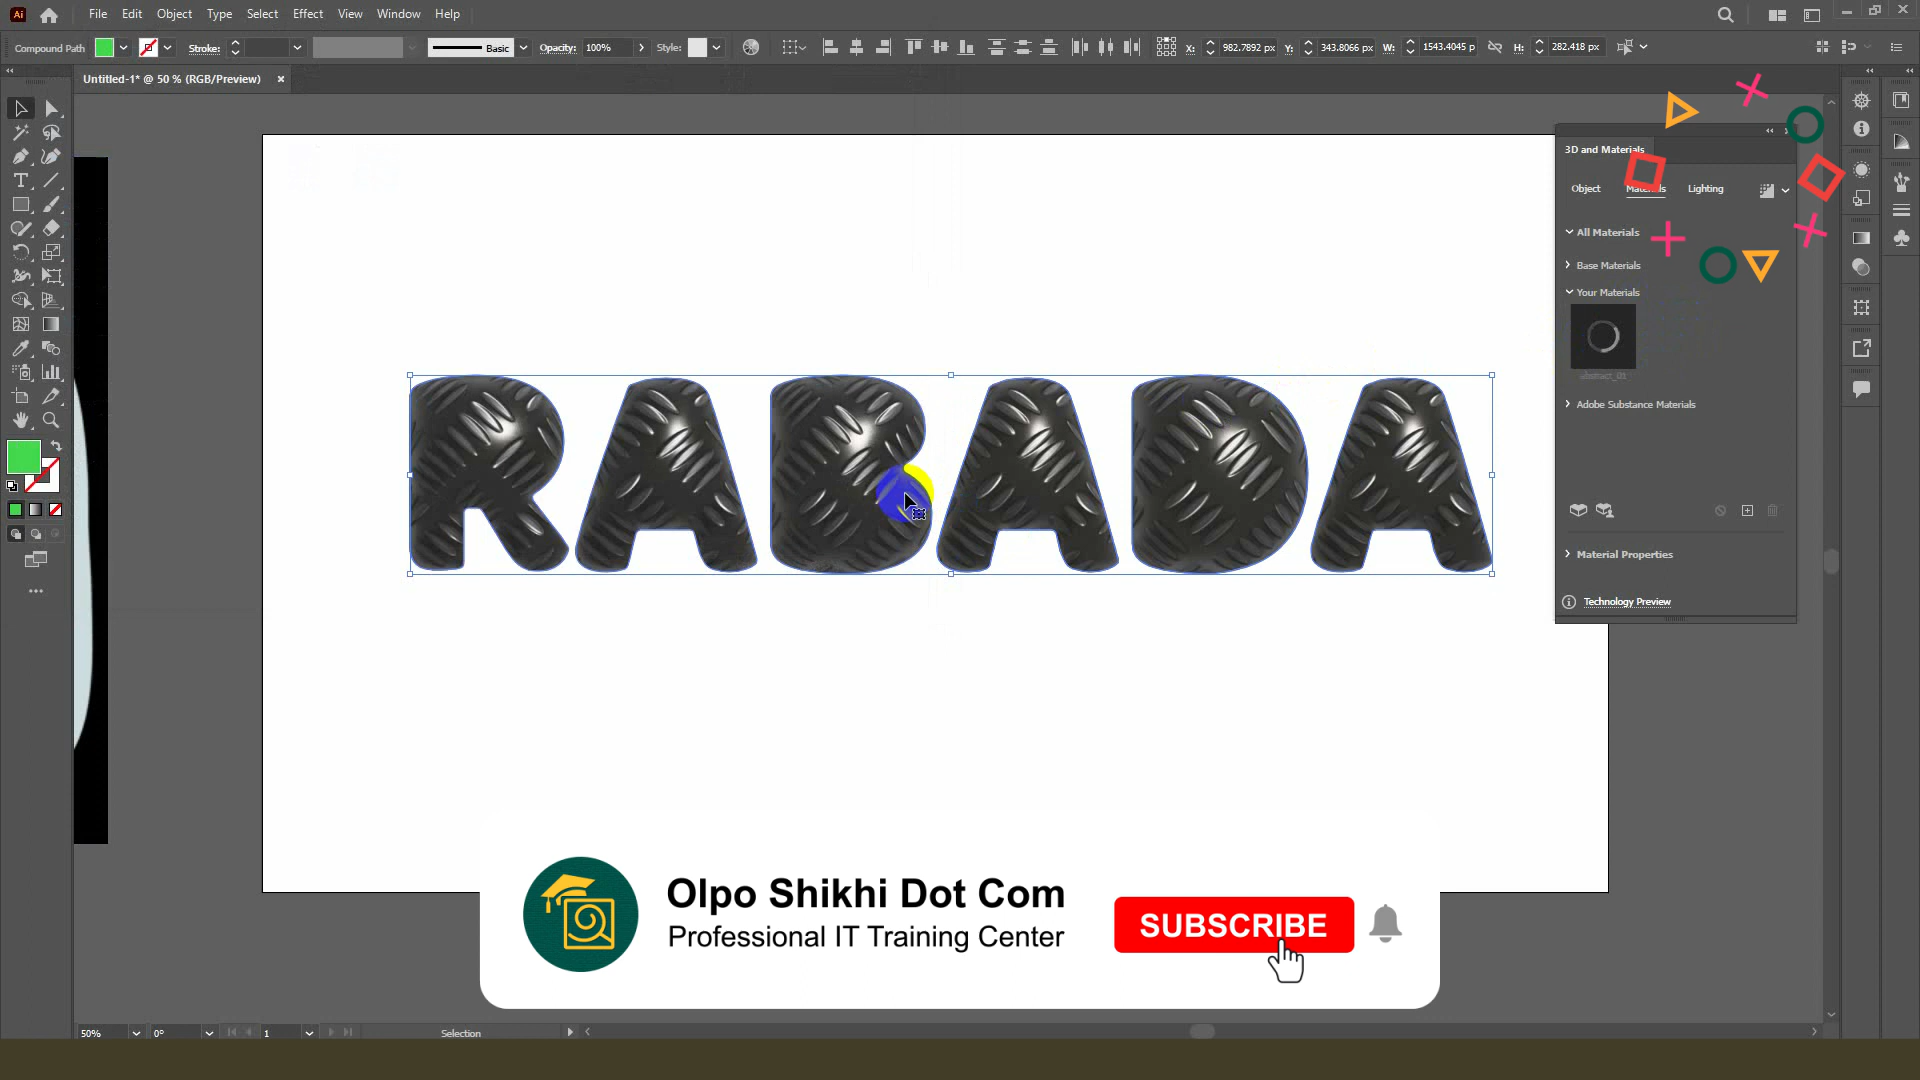 File Edit Object Type Select Effect View Window Help
Compound Path Stroke: Basic Opacity: 100% Style: X: 982.7892 px Y: 343.8066 px W: 1543.4045 p H: 282.418 px
Untitled-1* @ 50 % (RGB/Preview)
3D and Materials
Object Materials Lighting
All Materials
Base Materials
Your Materials
abstract_01
Adobe Substance Materials
Material Properties
Technology Preview
RABADA
Olpo Shikhi Dot Com
Professional IT Training Center
SUBSCRIBE
50% 0° 1 Selection
Ai